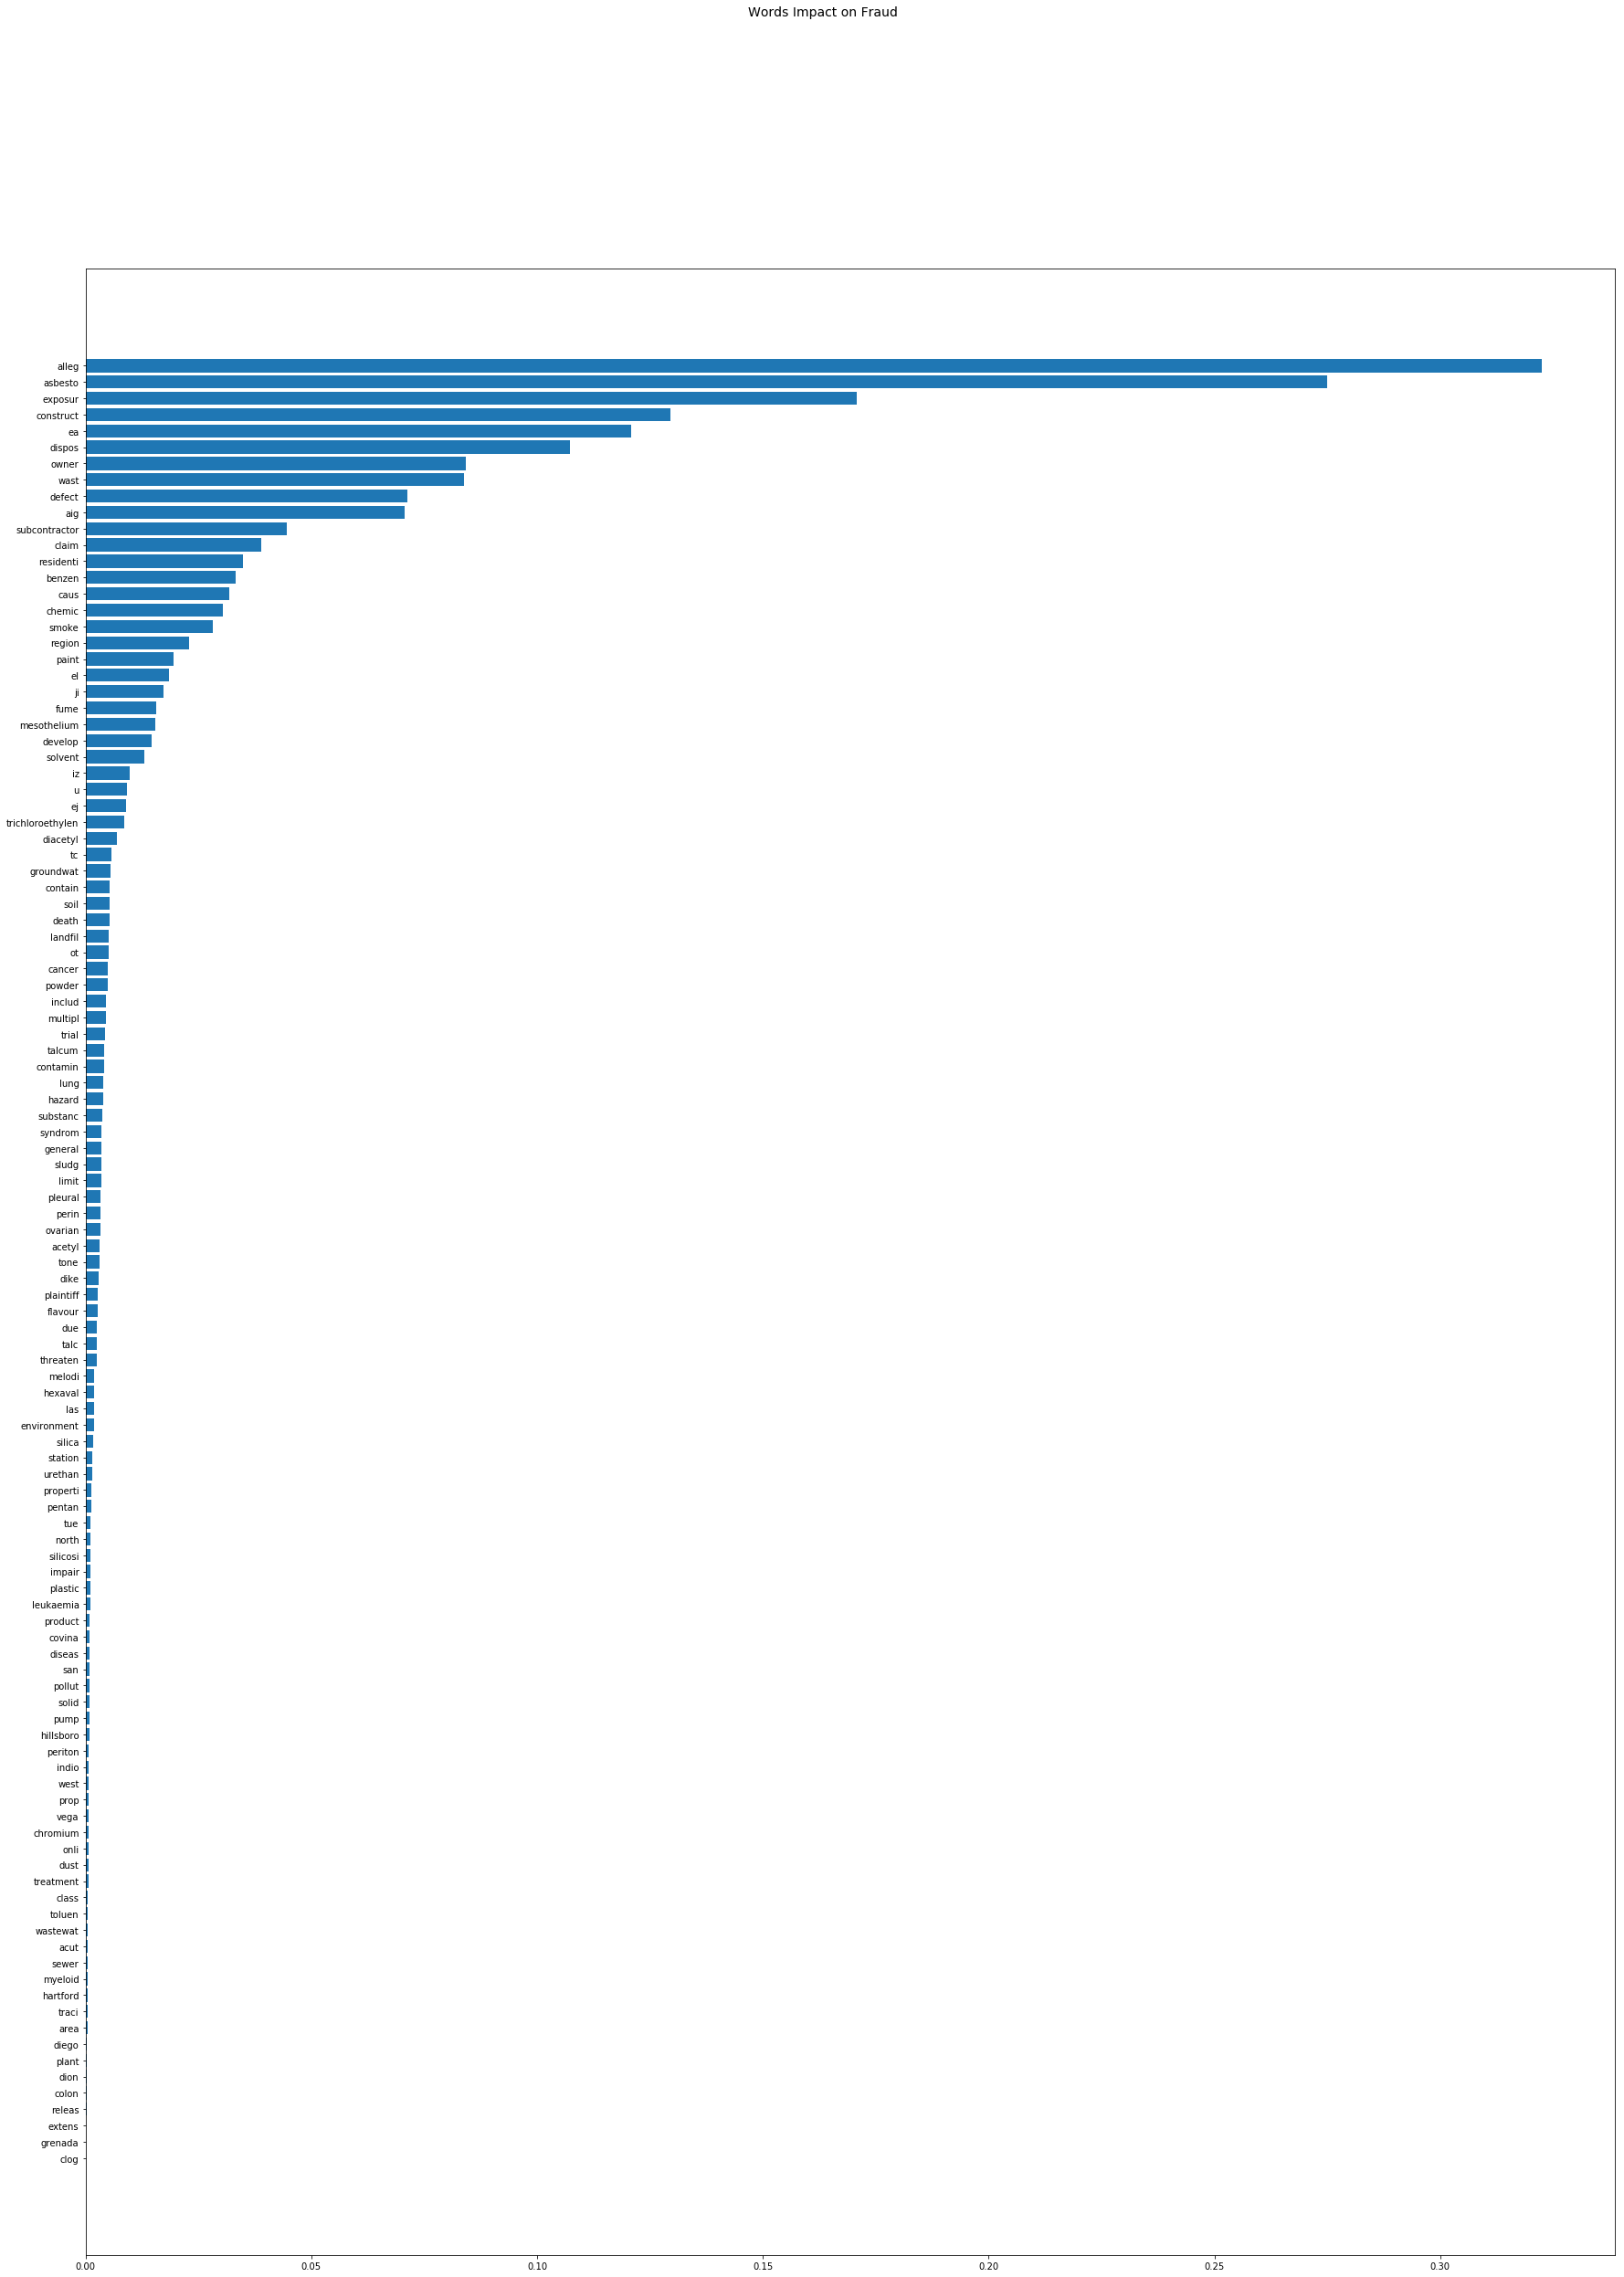 Words Impact on Fraud
alleg
asbesto
exposur
construct
ea
dispos
owner
wast
defect
aig
subcontractor
claim
residenti
benzen
caus
chemic
smoke
region
paint
el
ji
fume
mesothelium
develop
solvent
iz
u
ej
trichloroethylen
diacetyl
tc
groundwat
contain
soil
death
landfil
ot
cancer
powder
includ
multipl
trial
talcum
contamin
lung
hazard
substanc
syndrom
general
sludg
limit
pleural
perin
ovarian
acetyl
tone
dike
plaintiff
flavour
due
talc
threaten
melodi
hexaval
las
environment
silica
station
urethan
properti
pentan
tue
north
silicosi
impair
plastic
leukaemia
product
covina
diseas
san
pollut
solid
pump
hillsboro
periton
indio
west
prop
vega
chromium
onli
dust
treatment
class
toluen
wastewat
acut
sewer
myeloid
hartford
traci
area
diego
plant
dion
colon
releas
extens
grenada
clog
0.00 0.05 0.10 0.15 0.20 0.25 0.30